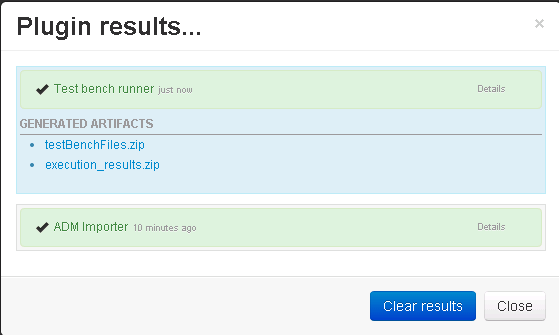 Plugin results...
×
Test bench runner just now Details
GENERATED ARTIFACTS
testBenchFiles.zip
execution_results.zip
ADM Importer 10 minutes ago Details
Clear results Close